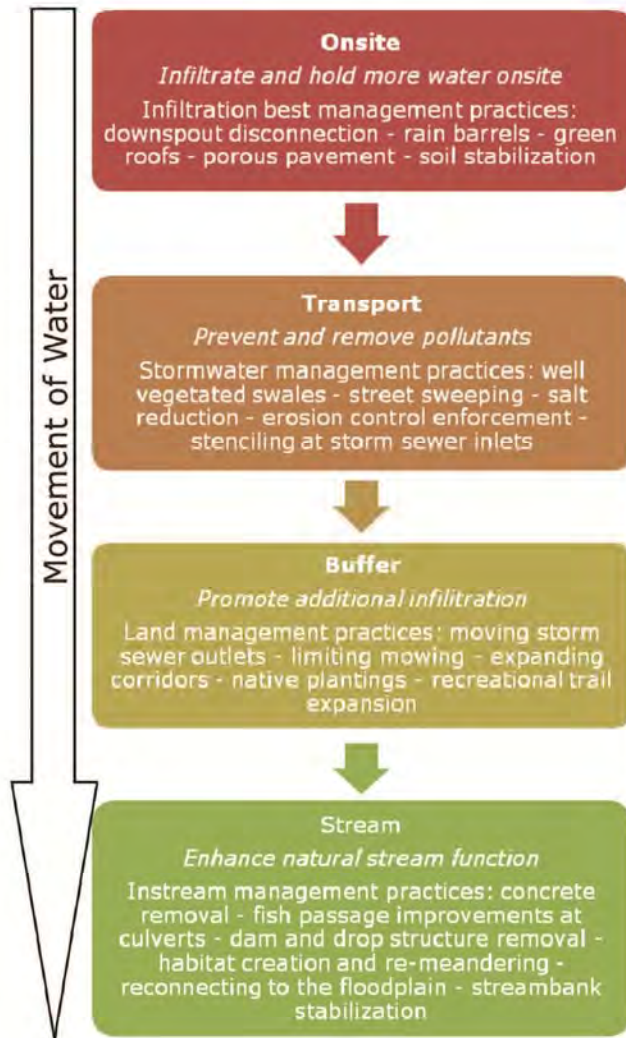 Movement of Water
Onsite
Infiltrate and hold more water onsite
Infiltration best management practices:
downspout disconnection - rain barrels - green
roofs - porous pavement - soil stabilization
Transport
Prevent and remove pollutants
Stormwater management practices: well
vegetated swales - street sweeping - salt
reduction - erosion control enforcement -
stenciling at storm sewer inlets
Buffer
Promote additional infilitration
Land management practices: moving storm
sewer outlets - limiting mowing - expanding
corridors - native plantings - recreational trail
expansion
Stream
Enhance natural stream function
Instream management practices: concrete
removal - fish passage improvements at
culverts - dam and drop structure removal -
habitat creation and re-meandering -
reconnecting to the floodplain - streambank
stabilization